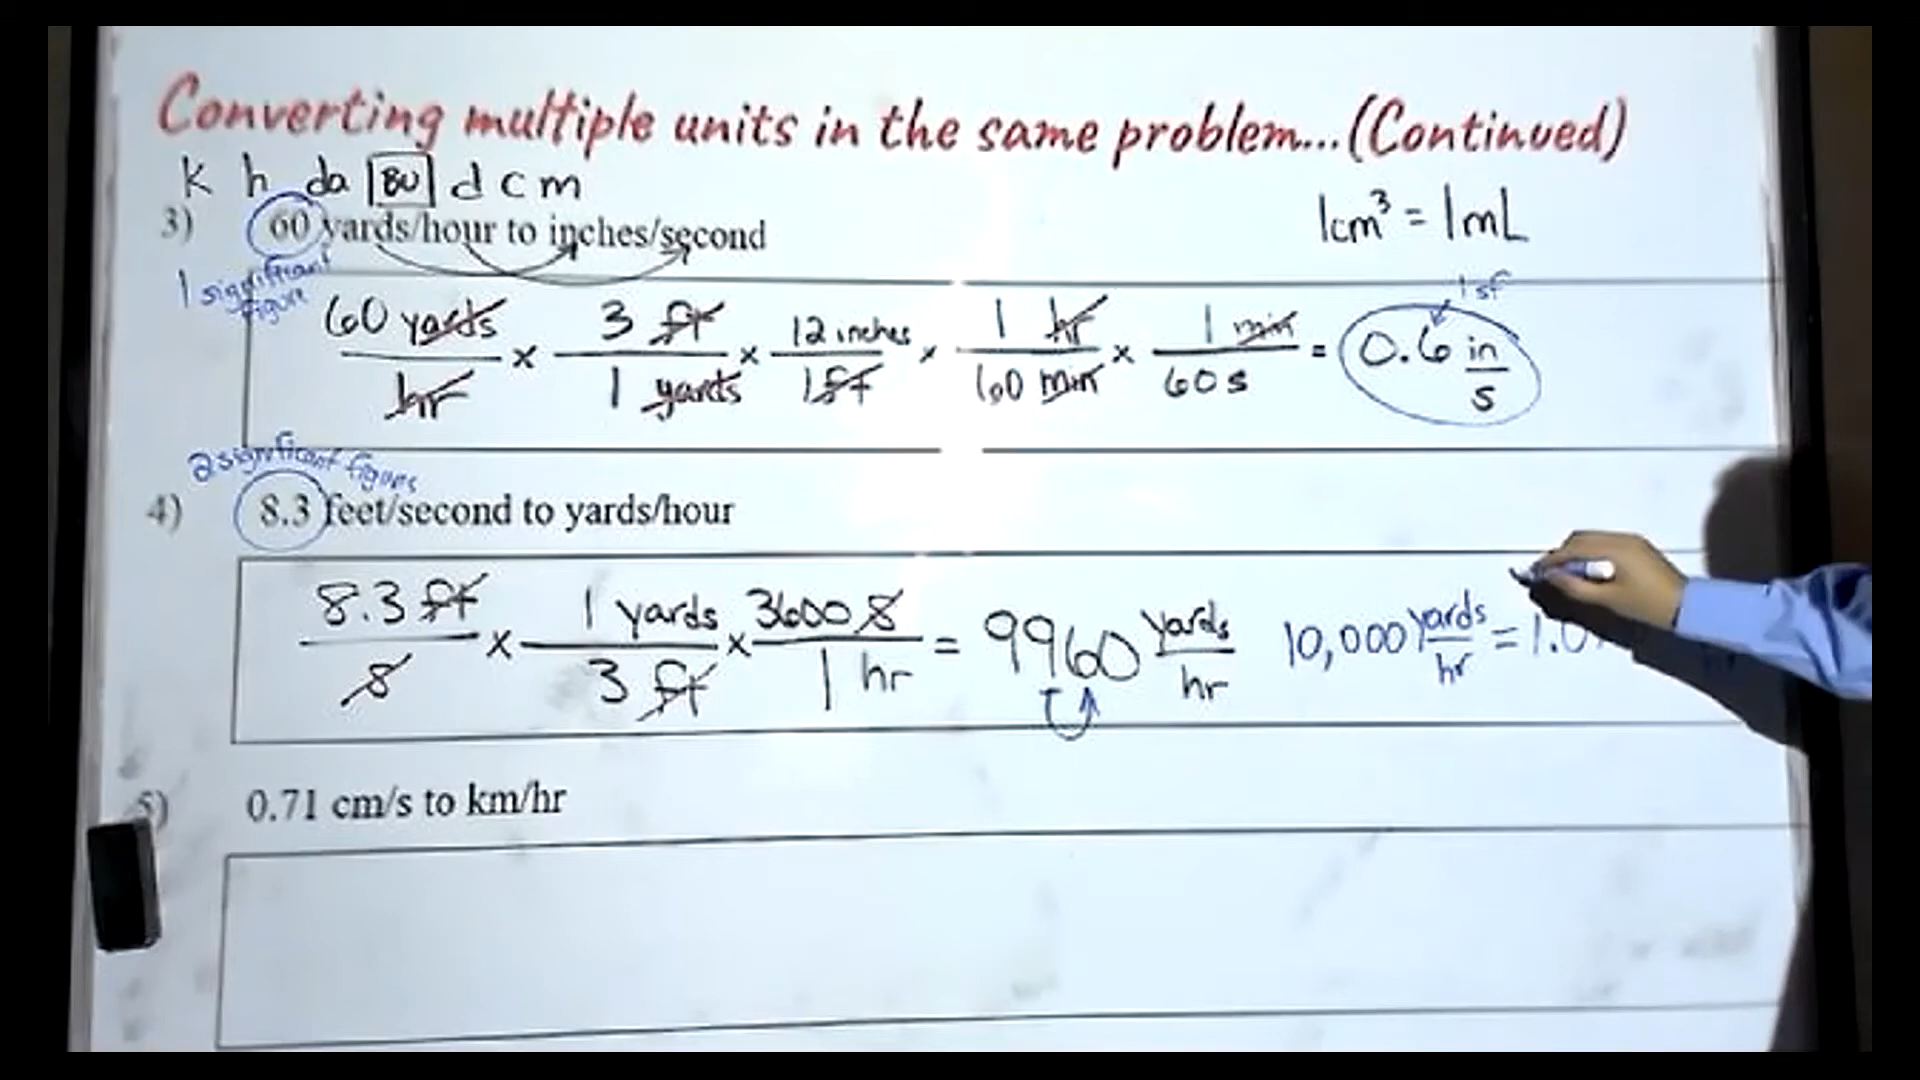 Converting multiple units in the same problem...(Continued)
k h da BU d c m
1cm³ = 1mL
3) 60 yards/hour to inches/second
1 significant figure
1 sf
60 yards/hr × 3 ft/1 yards × 12 inches/1ft × 1 hr/60 min × 1 min/60 s = 0.6 in/s
2 significant figures
4) 8.3 feet/second to yards/hour
8.3 ft/s × 1 yards/3 ft × 3600 s/1 hr = 9960 yards/hr 10,000 yards/hr = 1.0
5) 0.71 cm/s to km/hr